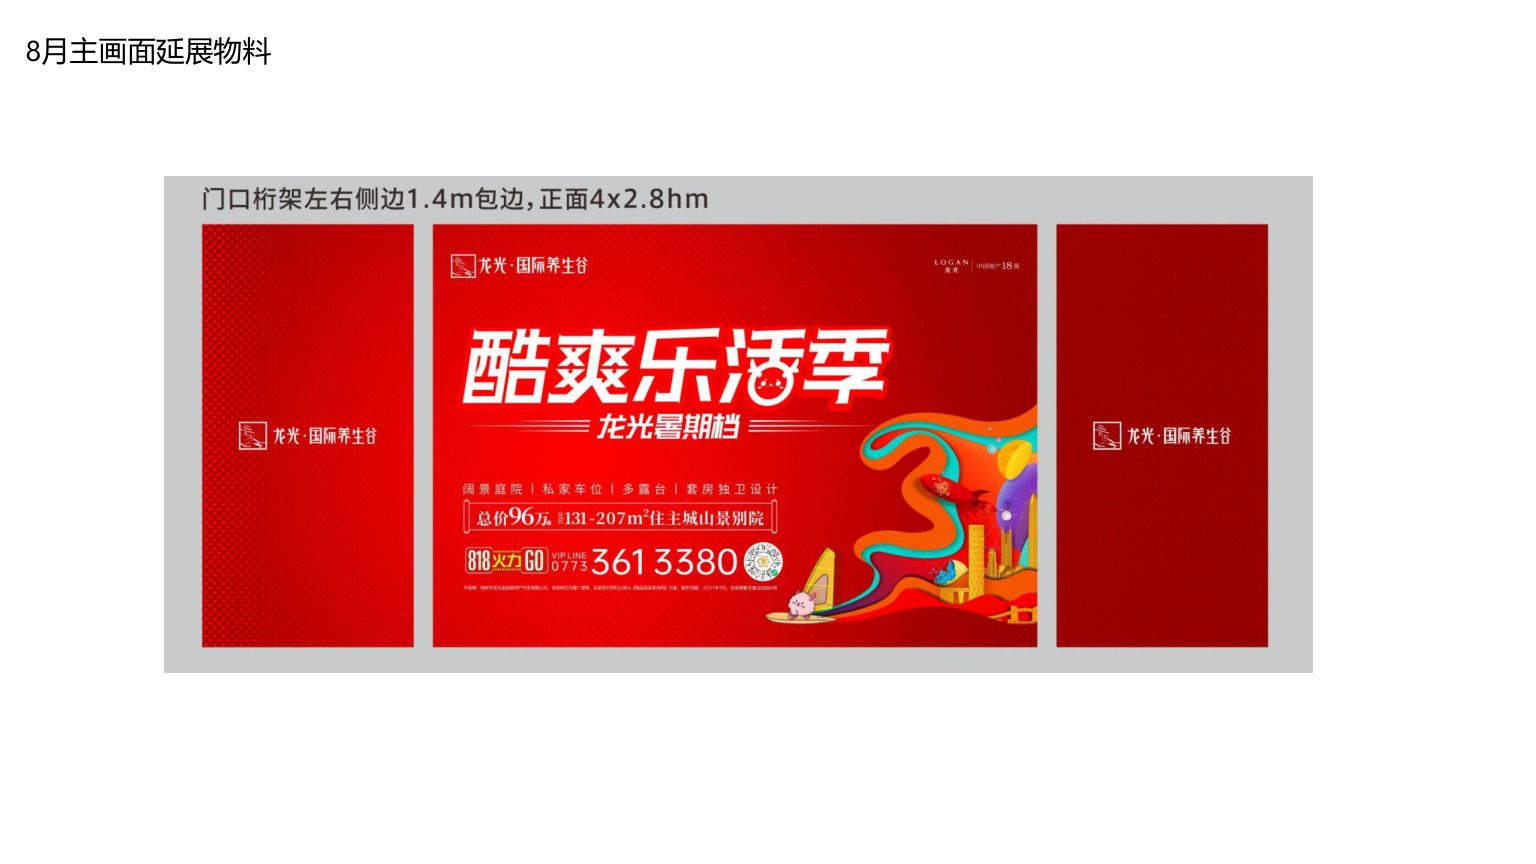 8月主画面延展物料
门口桁架左右侧边1.4m包边,正面4x2.8hm
龙光·国际养生谷
龙光·国际养生谷
LOGAN
龙光
中国地产18强
酷爽乐活季
龙光暑期档
阔景庭院 | 私家车位 | 多露台 | 套房独卫设计
总价96万起 131-207m²住主城山景别院
818火力GO VIP LINE 0773 361 3380
龙光·国际养生谷